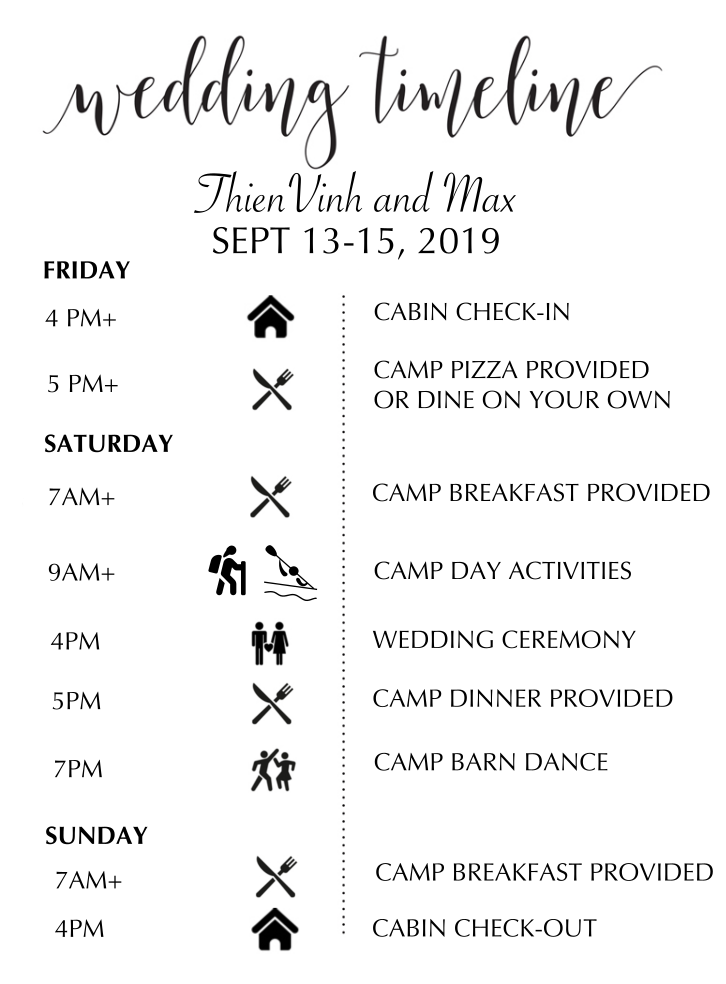 wedding timeline
ThienVinh and Max
SEPT 13-15, 2019
FRIDAY
4 PM+ CABIN CHECK-IN
5 PM+ CAMP PIZZA PROVIDED
OR DINE ON YOUR OWN
SATURDAY
7AM+ CAMP BREAKFAST PROVIDED
9AM+ CAMP DAY ACTIVITIES
4PM WEDDING CEREMONY
5PM CAMP DINNER PROVIDED
7PM CAMP BARN DANCE
SUNDAY
7AM+ CAMP BREAKFAST PROVIDED
4PM CABIN CHECK-OUT